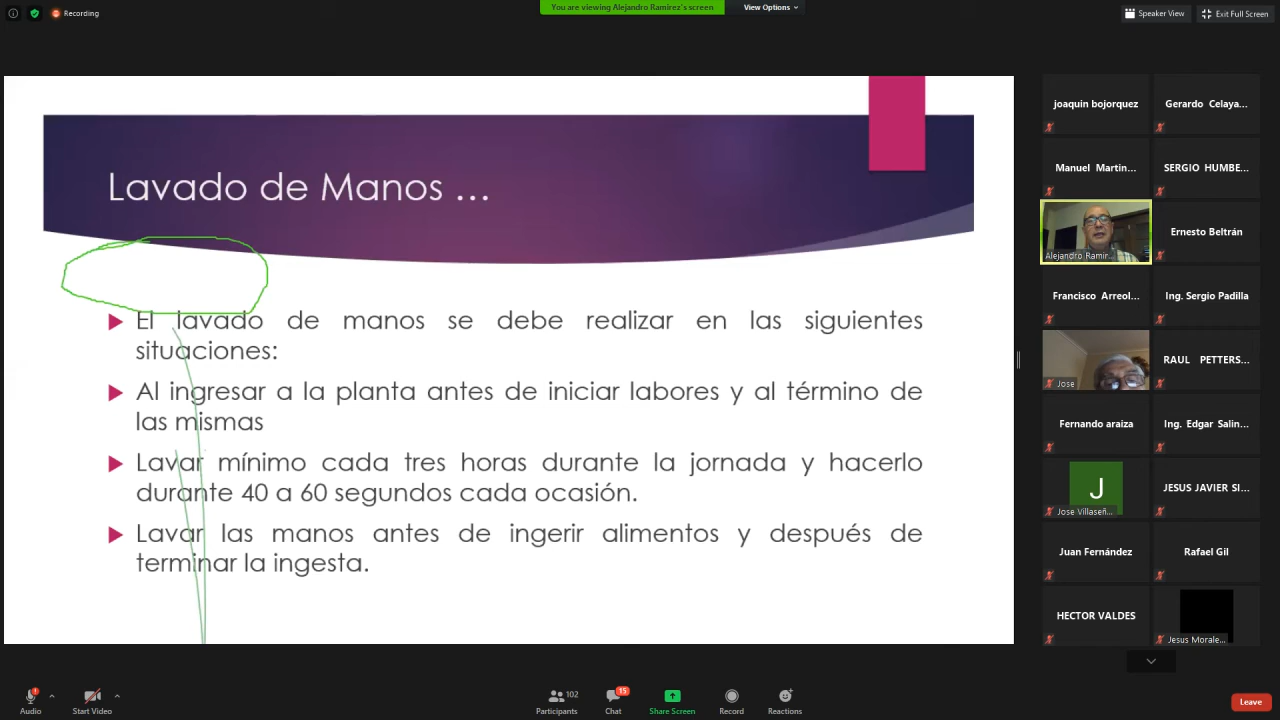 Recording
You are viewing Alejandro Ramirez's screen
View Options
Speaker View
Exit Full Screen
Lavado de Manos ...
El lavado de manos se debe realizar en las siguientes
situaciones:
Al ingresar a la planta antes de iniciar labores y al término de
las mismas
Lavar mínimo cada tres horas durante la jornada y hacerlo
durante 40 a 60 segundos cada ocasión.
Lavar las manos antes de ingerir alimentos y después de
terminar la ingesta.
joaquin bojorquez
Gerardo Celaya...
Manuel Martin...
SERGIO HUMBE...
Alejandro Ramir...
Ernesto Beltrán
Francisco Arreol...
Ing. Sergio Padilla
Jose
RAUL PETTERS...
Fernando araiza
Ing. Edgar Salin...
J
Jose Villaseñ...
JESUS JAVIER SI...
Juan Fernández
Rafael Gil
HECTOR VALDES
Jesus Morale...
Audio
Start Video
102
Participants
15
Chat
Share Screen
Record
Reactions
Leave